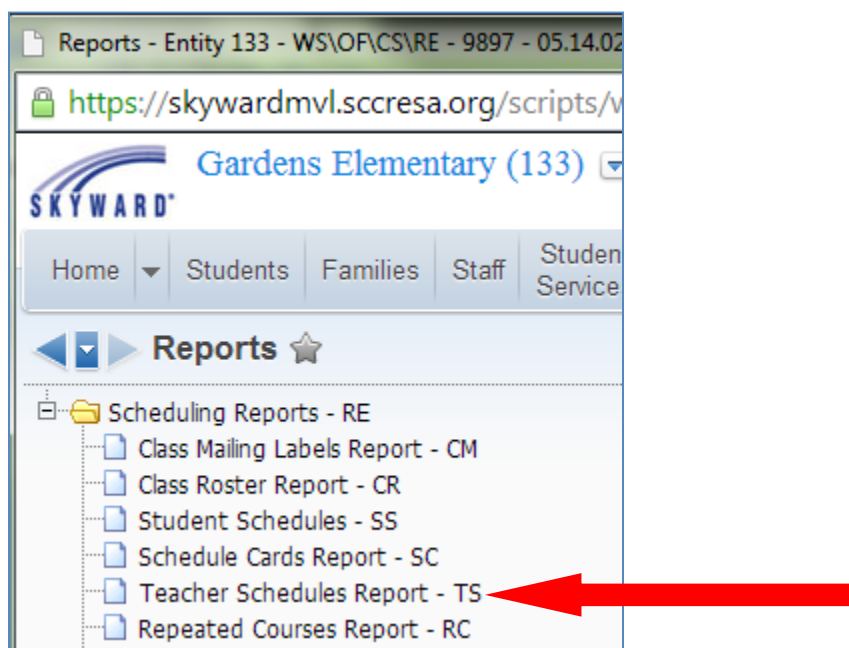 Reports - Entity 133 - WS\OF\CS\RE - 9897 - 05.14.02
https://skywardmvl.sccresa.org/scripts/
Gardens Elementary (133)
SKYWARD
Home Students Families Staff Studen
Service
Reports
Scheduling Reports - RE
Class Mailing Labels Report - CM
Class Roster Report - CR
Student Schedules - SS
Schedule Cards Report - SC
Teacher Schedules Report - TS
Repeated Courses Report - RC